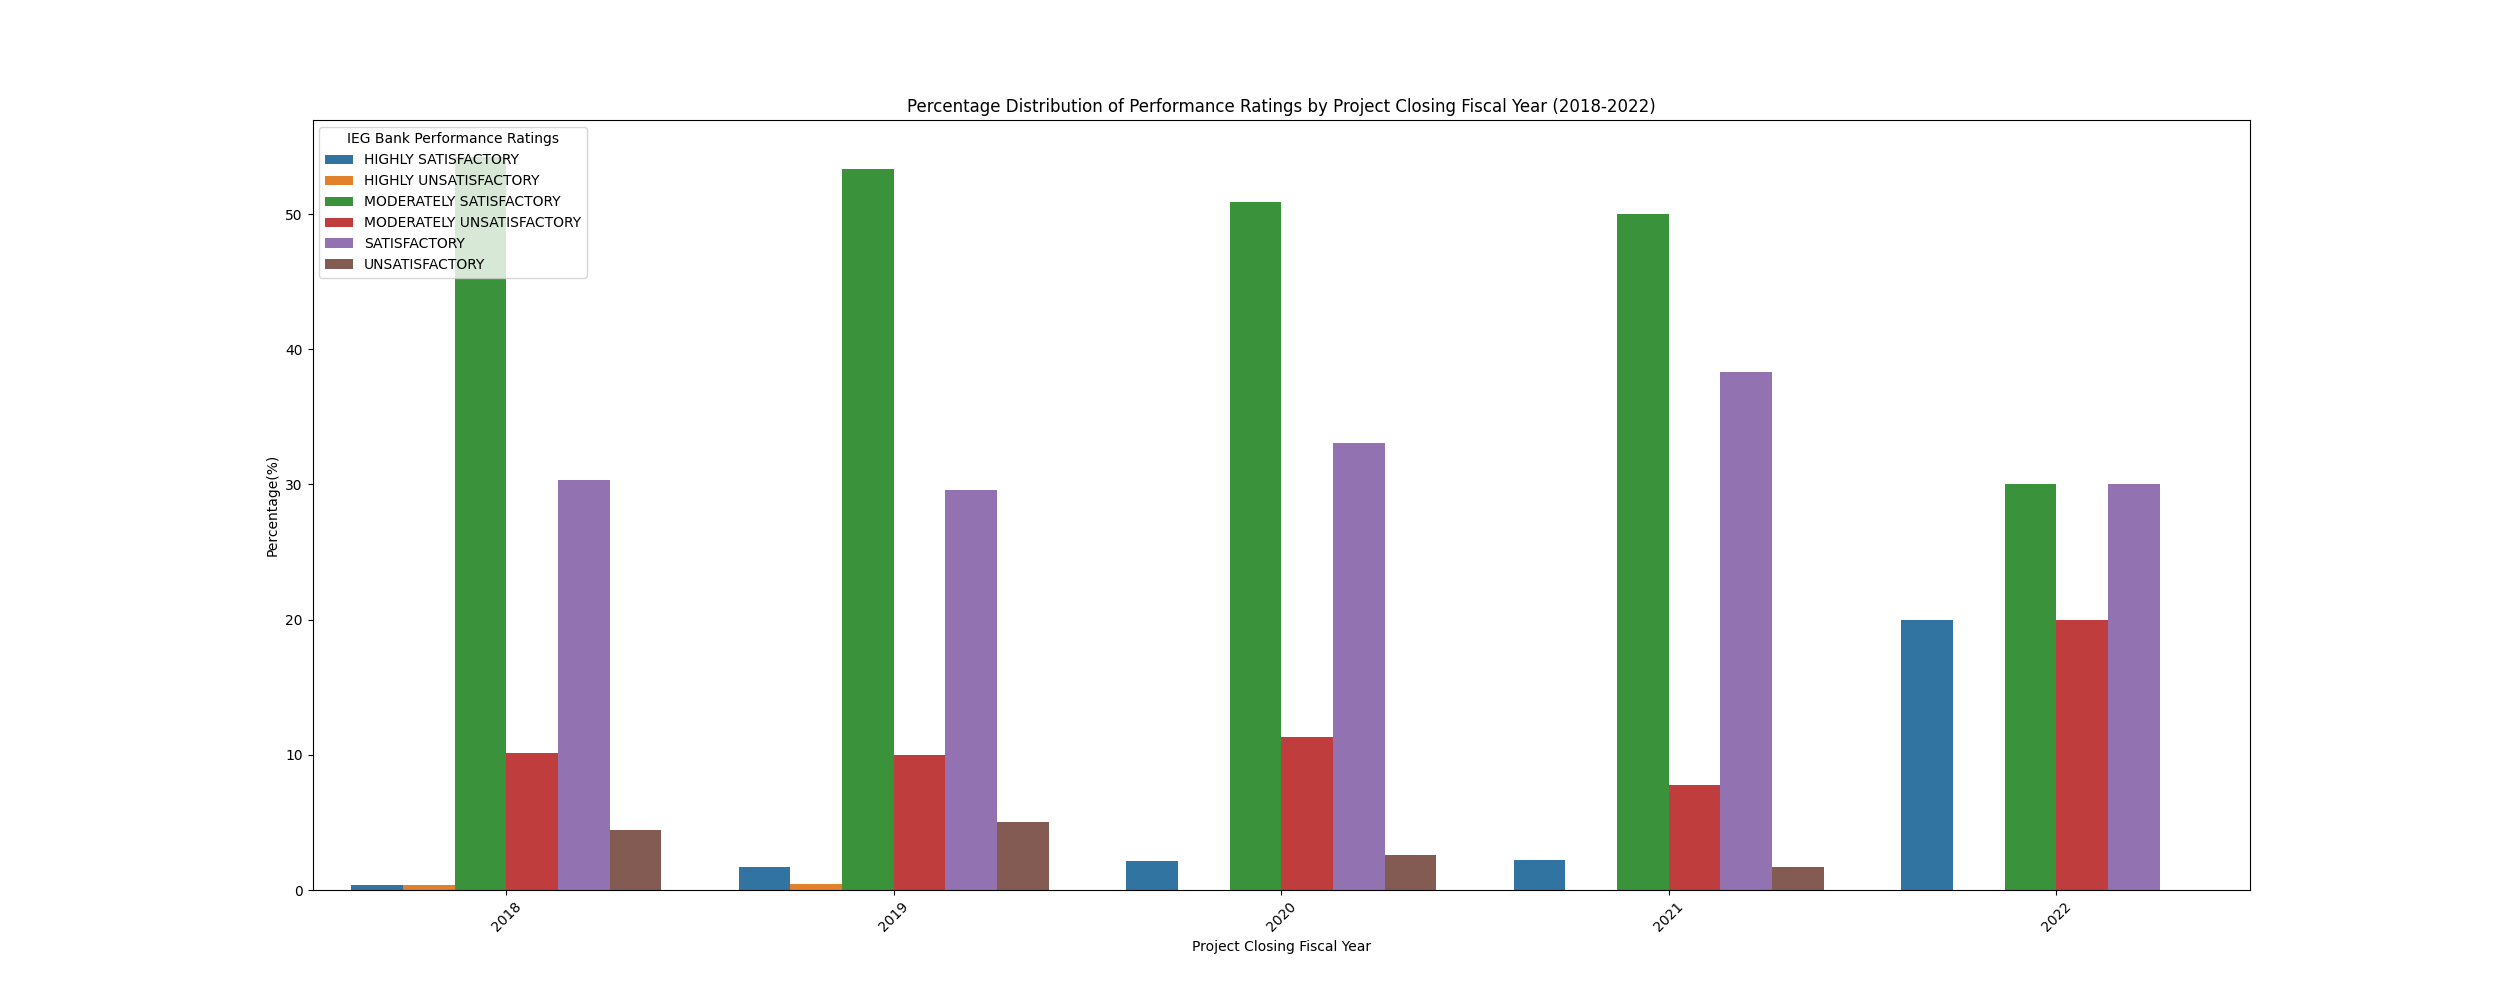 Percentage Distribution of Performance Ratings by Project Closing Fiscal Year (2018-2022)
IEG Bank Performance Ratings
HIGHLY SATISFACTORY
HIGHLY UNSATISFACTORY
MODERATELY SATISFACTORY
MODERATELY UNSATISFACTORY
SATISFACTORY
UNSATISFACTORY
Percentage(%)
50
40
30
20
10
0
2018
2019
2020
2021
2022
Project Closing Fiscal Year